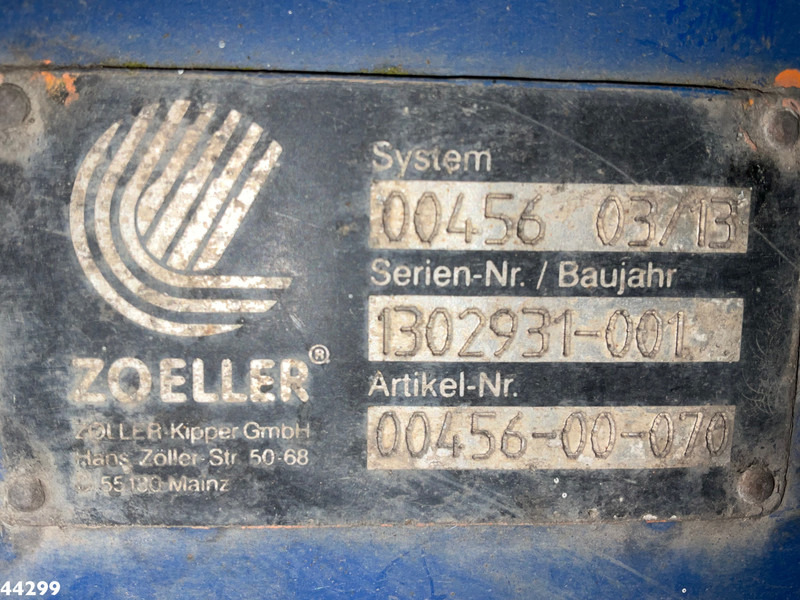 System
00456 03/13
Serien-Nr. / Baujahr
1302931-001
Artikel-Nr.
00456-00-070
ZOELLER®
ZÖLLER-Kipper GmbH
Hans-Zöller-Str. 50-68
55130 Mainz
44299